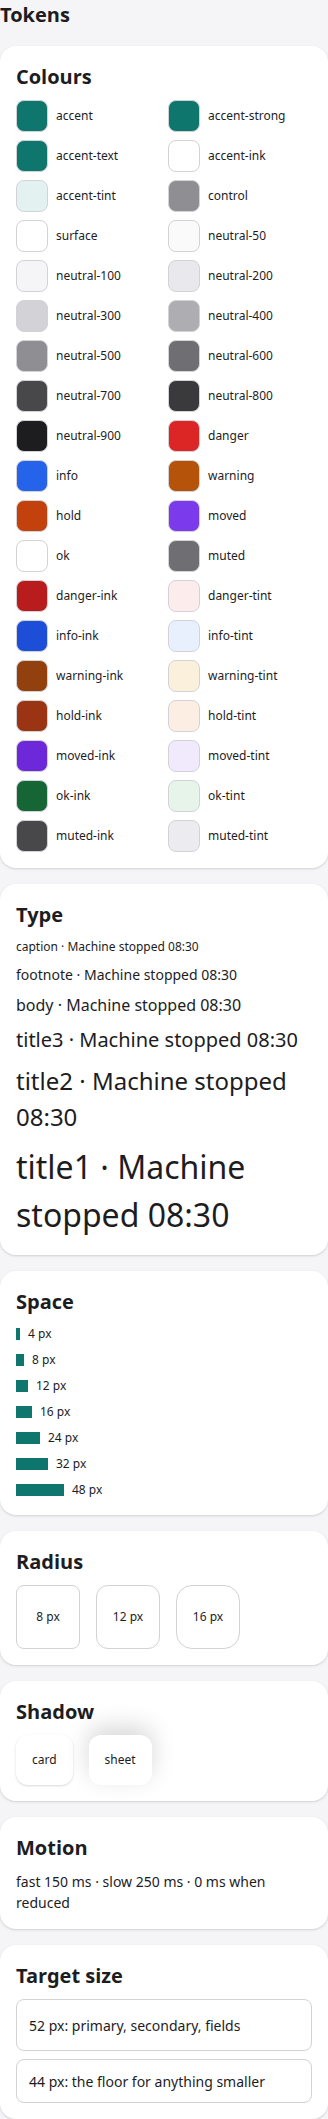 Tokens
Colours
accent
accent-strong
accent-text
accent-ink
accent-tint
control
surface
neutral-50
neutral-100
neutral-200
neutral-300
neutral-400
neutral-500
neutral-600
neutral-700
neutral-800
neutral-900
danger
info
warning
hold
moved
ok
muted
danger-ink
danger-tint
info-ink
info-tint
warning-ink
warning-tint
hold-ink
hold-tint
moved-ink
moved-tint
ok-ink
ok-tint
muted-ink
muted-tint
Type
caption · Machine stopped 08:30
footnote · Machine stopped 08:30
body · Machine stopped 08:30
title3 · Machine stopped 08:30
title2 · Machine stopped
08:30
title1 · Machine
stopped 08:30
Space
4 px
8 px
12 px
16 px
24 px
32 px
48 px
Radius
8 px
12 px
16 px
Shadow
card
sheet
Motion
fast 150 ms · slow 250 ms · 0 ms when
reduced
Target size
52 px: primary, secondary, fields
44 px: the floor for anything smaller